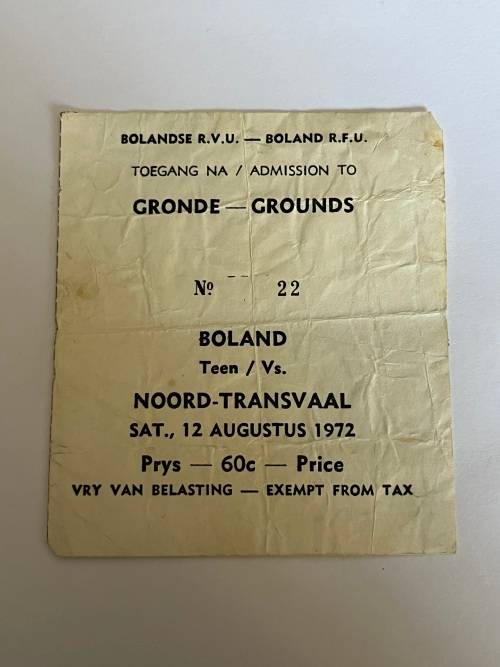 BOLANDSE R.V.U. — BOLAND R.F.U.
TOEGANG NA / ADMISSION TO
GRONDE — GROUNDS
Nº 22
BOLAND
Teen / Vs.
NOORD-TRANSVAAL
SAT., 12 AUGUSTUS 1972
Prys — 60c — Price
VRY VAN BELASTING — EXEMPT FROM TAX